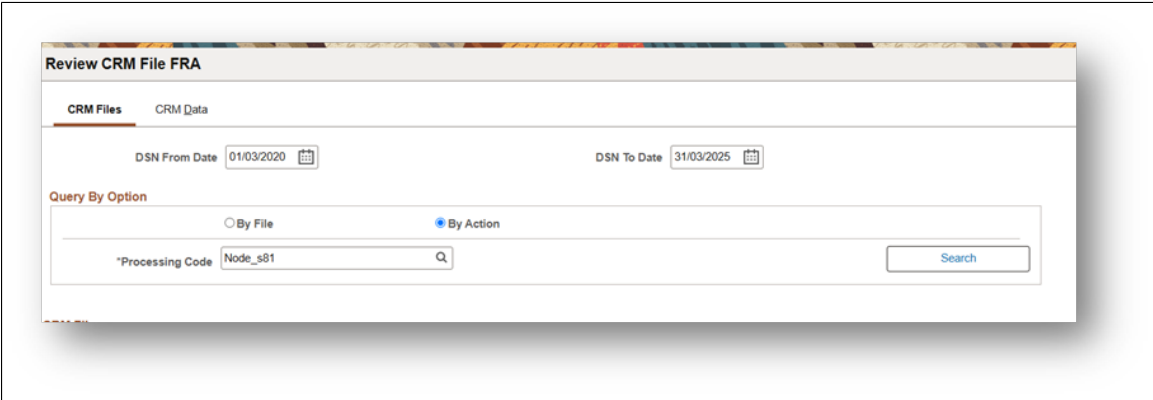 Review CRM File FRA
CRM Files CRM Data
DSN From Date 01/03/2020 DSN To Date 31/03/2025
Query By Option
By File By Action
*Processing Code Node_s81 Search